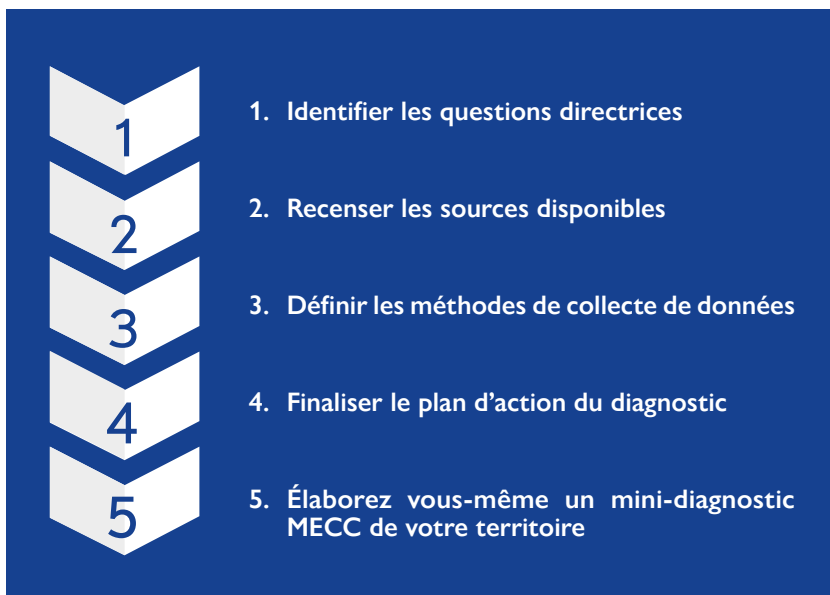 1
1. Identifier les questions directrices
2
2. Recenser les sources disponibles
3
3. Définir les méthodes de collecte de données
4
4. Finaliser le plan d’action du diagnostic
5
5. Élaborez vous-même un mini-diagnostic
MECC de votre territoire